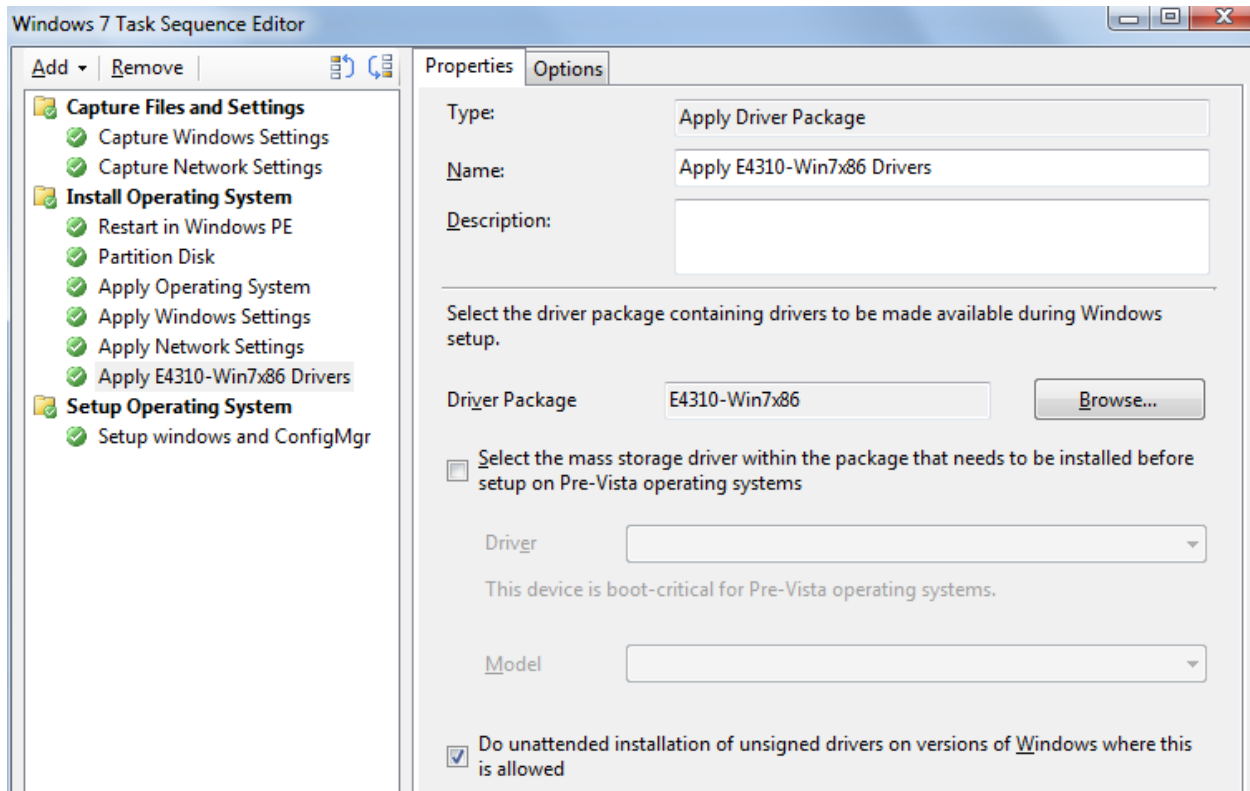 Windows 7 Task Sequence Editor
Add
Remove
Capture Files and Settings
Capture Windows Settings
Capture Network Settings
Install Operating System
Restart in Windows PE
Partition Disk
Apply Operating System
Apply Windows Settings
Apply Network Settings
Apply E4310-Win7x86 Drivers
Setup Operating System
Setup windows and ConfigMgr
Properties
Options
Type:
Apply Driver Package
Name:
Apply E4310-Win7x86 Drivers
Description:
Select the driver package containing drivers to be made available during Windows
setup.
Driver Package
E4310-Win7x86
Browse...
Select the mass storage driver within the package that needs to be installed before
setup on Pre-Vista operating systems
Driver
This device is boot-critical for Pre-Vista operating systems.
Model
Do unattended installation of unsigned drivers on versions of Windows where this
is allowed